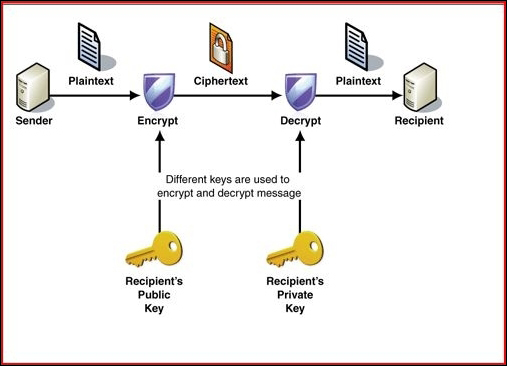 Plaintext
Ciphertext
Plaintext
Sender
Encrypt
Decrypt
Recipient
Different keys are used to
encrypt and decrypt message
Recipient's
Public
Key
Recipient's
Private
Key